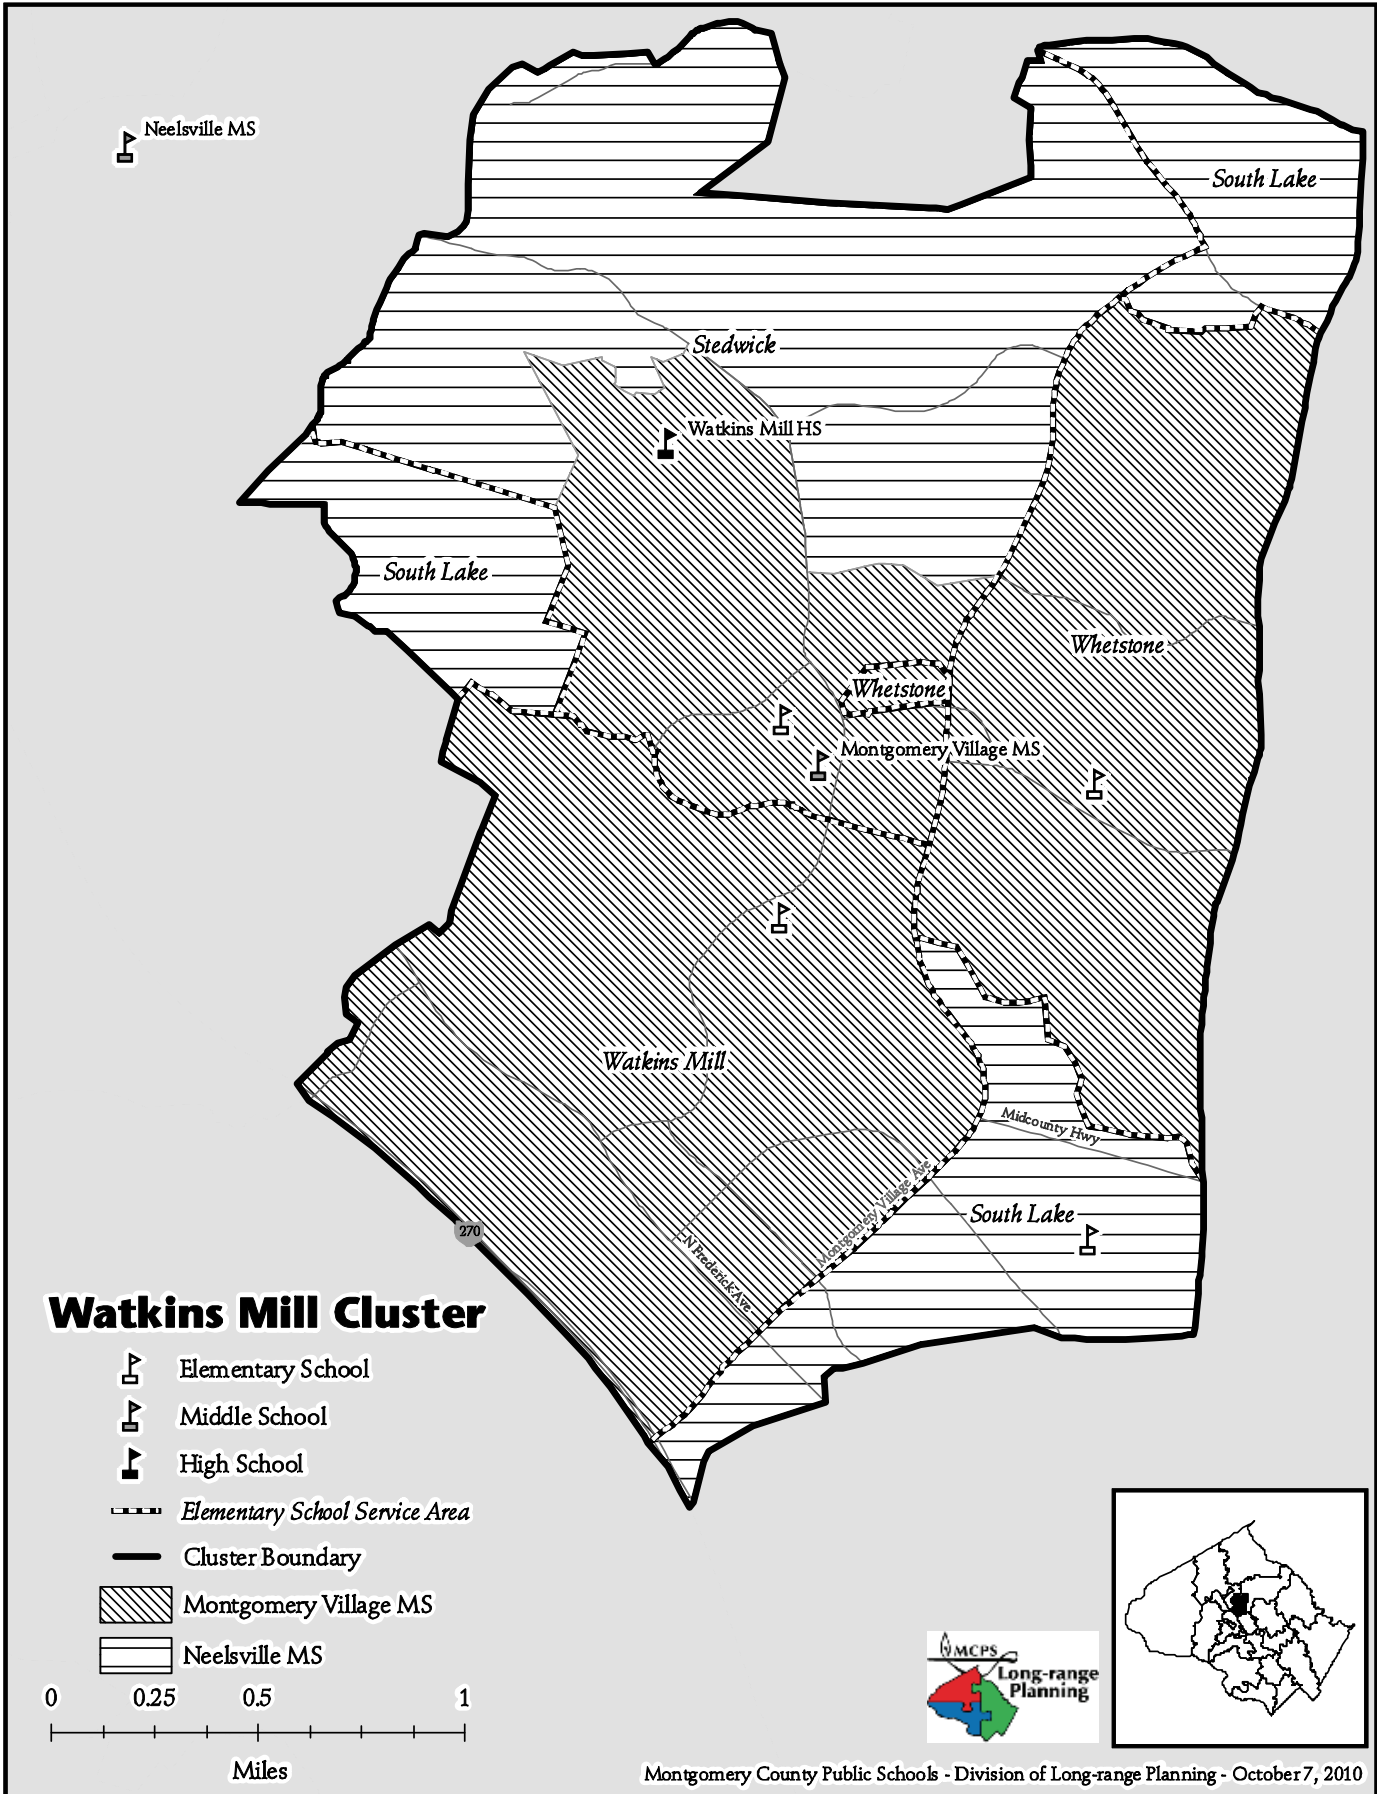 Neelsville MS
South Lake
Stedwick
Watkins Mill HS
South Lake
Whetstone
Whetstone
Montgomery Village MS
Watkins Mill
Midcounty Hwy
Montgomery Village Ave
South Lake
270
N Frederick Ave
Watkins Mill Cluster
Elementary School
Middle School
High School
Elementary School Service Area
Cluster Boundary
Montgomery Village MS
Neelsville MS
0 0.25 0.5 1
Miles
MCPS
Long-range
Planning
Montgomery County Public Schools - Division of Long-range Planning - October 7, 2010